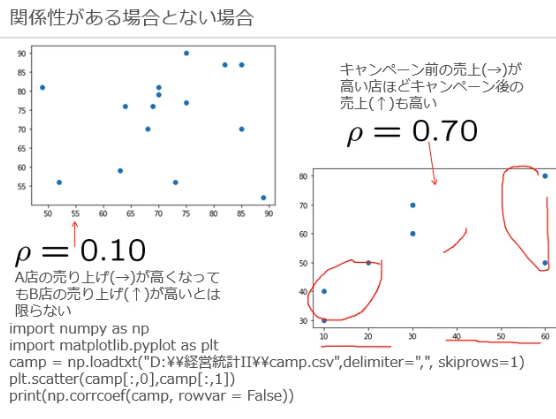 関係性がある場合とない場合
90
85
80
75
70
65
60
55
50 55 60 65 70 75 80 85 90
ρ = 0.10
A店の売り上げ(→)が高くなって
もB店の売り上げ(↑)が高いとは
限らない
キャンペーン前の売上(→)が
高い店ほどキャンペーン後の
売上(↑)も高い
ρ = 0.70
80
70
60
50
40
30
10 20 30 40 50 60
import numpy as np
import matplotlib.pyplot as plt
camp = np.loadtxt("D:¥¥経営統計II¥¥camp.csv",delimiter=",", skiprows=1)
plt.scatter(camp[:,0],camp[:,1])
print(np.corrcoef(camp, rowvar = False))